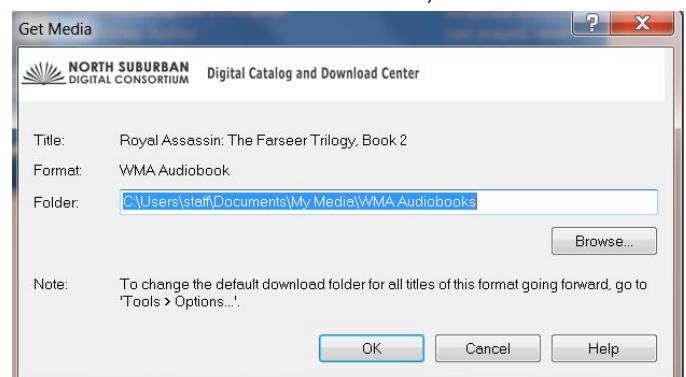 Get Media
NORTH SUBURBAN
DIGITAL CONSORTIUM
Digital Catalog and Download Center
Title: Royal Assassin: The Farseer Trilogy, Book 2
Format: WMA Audiobook
Folder: C:\Users\staff\Documents\My Media\WMA Audiobooks
Browse...
Note: To change the default download folder for all titles of this format going forward, go to
'Tools > Options...'.
OK Cancel Help